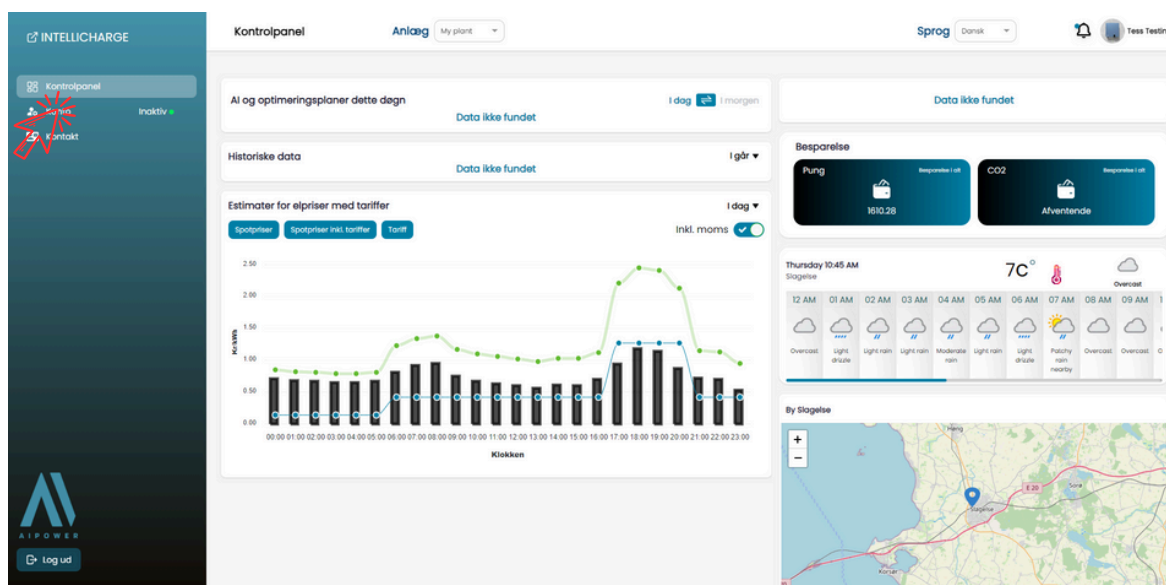 INTELLICHARGE
Kontrolpanel
Inaktiv
Kontakt
AIPOWER
Log ud
Kontrolpanel
Anlæg My plant
Sprog Dansk
Tess Testin
AI og optimeringsplaner dette døgn
I dag I morgen
Data ikke fundet
Historiske data
I går
Data ikke fundet
Estimater for elpriser med tariffer
I dag
Spotpriser Spotpriser inkl. tariffer Tariff
Inkl. moms
2.50
2.00
1.50
1.00
0.50
0.00
Kr/kWh
00:00 01:00 02:00 03:00 04:00 05:00 06:00 07:00 08:00 09:00 10:00 11:00 12:00 13:00 14:00 15:00 16:00 17:00 18:00 19:00 20:00 21:00 22:00 23:00
Klokken
Data ikke fundet
Besparelse
Pung
Besparelse i alt
1610.28
CO2
Besparelse i alt
Afventende
Thursday 10:45 AM
Slagelse
7C°
Overcast
12 AM 01 AM 02 AM 03 AM 04 AM 05 AM 06 AM 07 AM 08 AM 09 AM
Overcast
Light drizzle
Light rain
Light rain
Moderate rain
Light rain
Light drizzle
Patchy rain nearby
Overcast
Overcast
By Slagelse
+
−
Høng
E 20
Sorø
Slagelse
Korsør